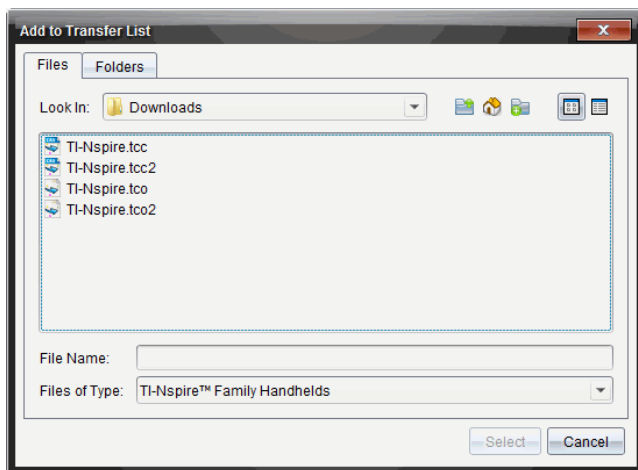 Add to Transfer List
Files Folders
Look In: Downloads
TI-Nspire.tcc
TI-Nspire.tcc2
TI-Nspire.tco
TI-Nspire.tco2
File Name:
Files of Type: TI-Nspire™ Family Handhelds
Select Cancel